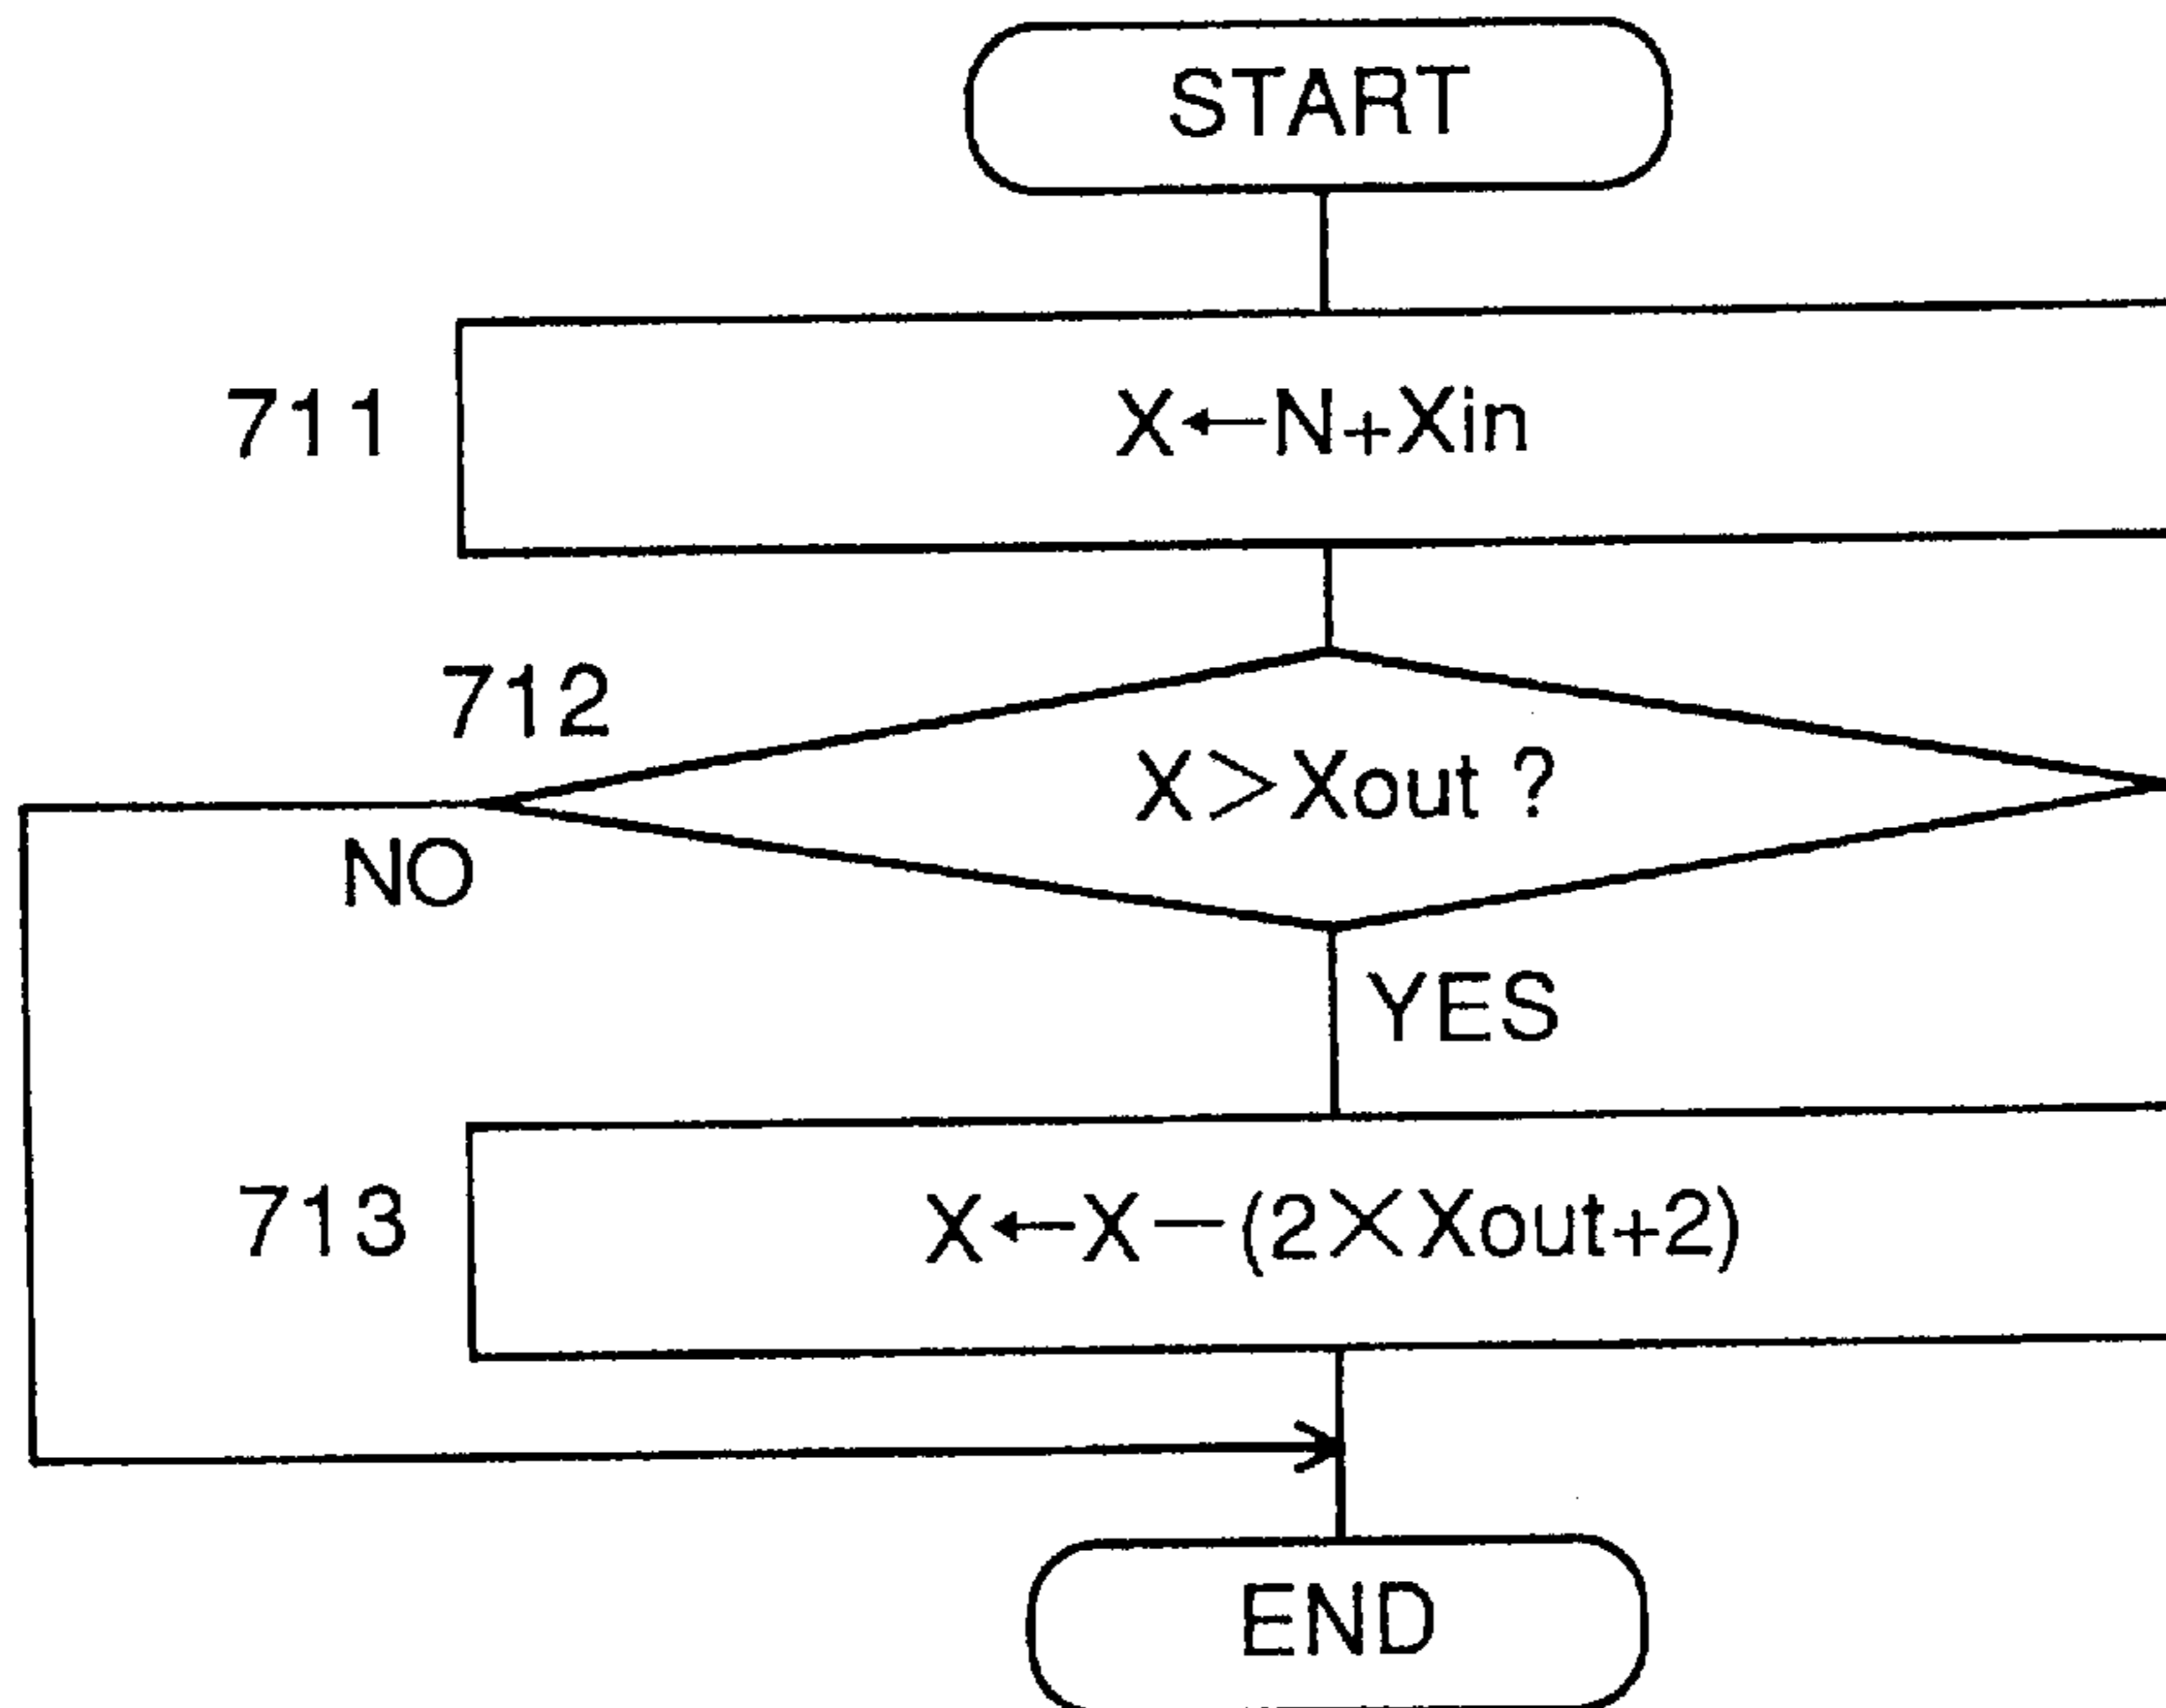 START
711
X←N+Xin
712
X>Xout ?
NO
YES
713
X←X−(2×Xout+2)
END